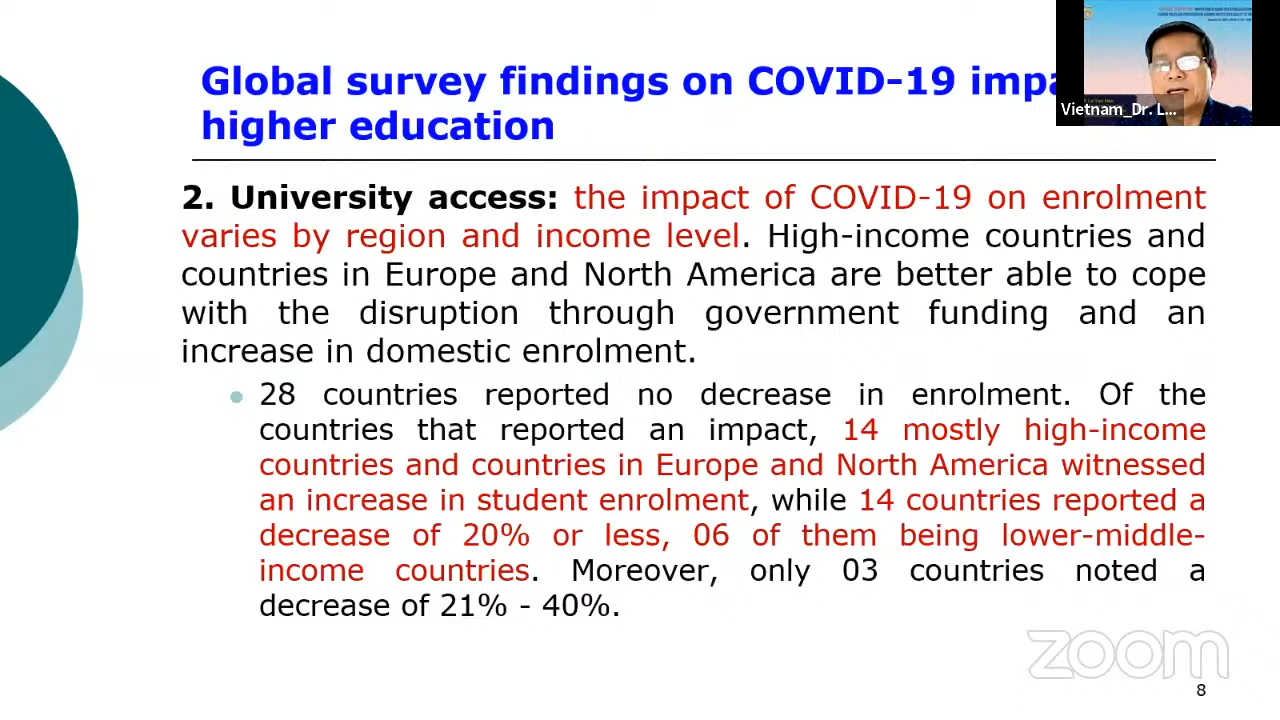 Global survey findings on COVID-19 impa
higher education
Vietnam_Dr. L...
2. University access: the impact of COVID-19 on enrolment
varies by region and income level. High-income countries and
countries in Europe and North America are better able to cope
with the disruption through government funding and an
increase in domestic enrolment.
28 countries reported no decrease in enrolment. Of the
countries that reported an impact, 14 mostly high-income
countries and countries in Europe and North America witnessed
an increase in student enrolment, while 14 countries reported a
decrease of 20% or less, 06 of them being lower-middle-
income countries. Moreover, only 03 countries noted a
decrease of 21% - 40%.
zoom
8